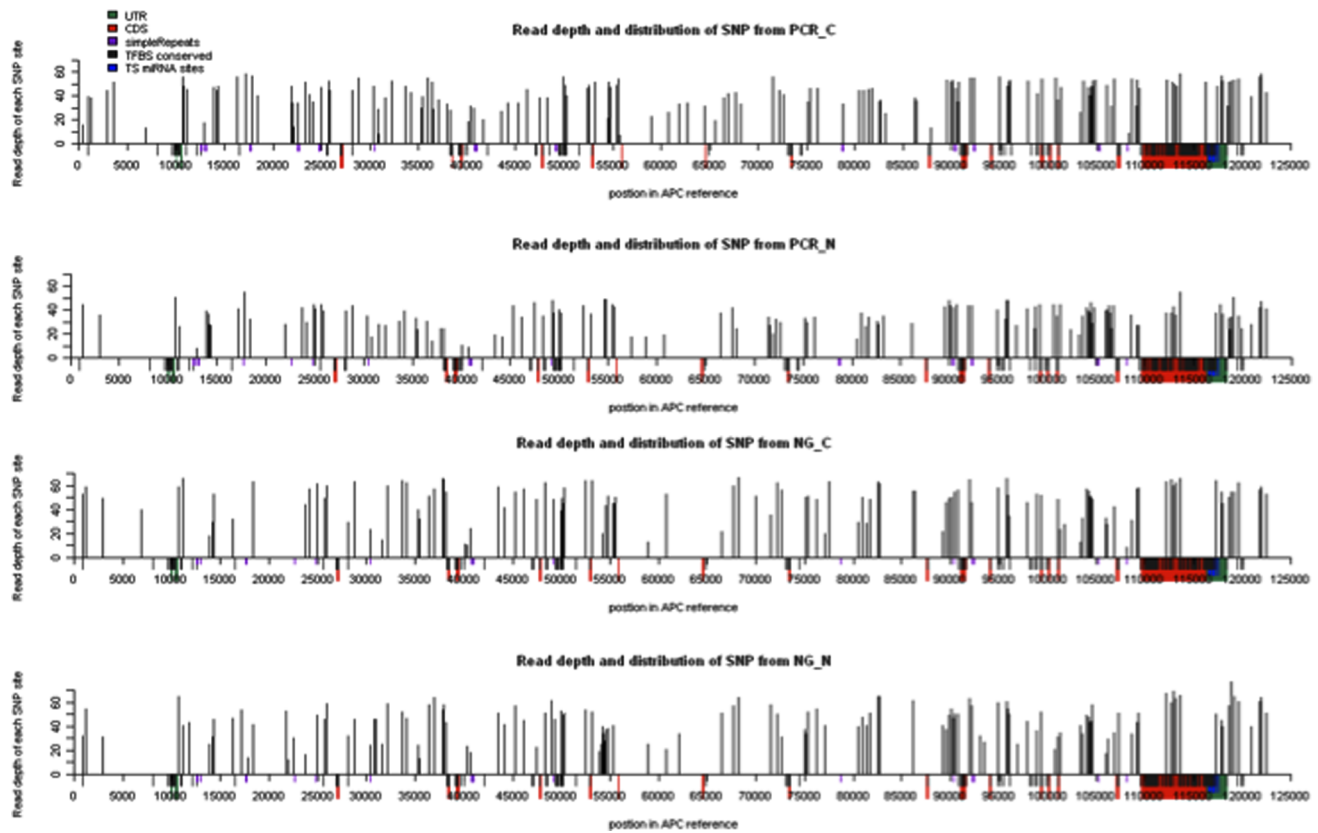 UTR
CDS
simpleRepeats
TFBS conserved
TS miRNA sites
Read depth and distribution of SNP from PCR_C
Read depth of each SNP site
0 20 40 60
0 5000 10000 15000 20000 25000 30000 35000 40000 45000 50000 55000 60000 65000 70000 75000 80000 85000 90000 95000 100000 105000 110000 115000 120000 125000
postion in APC reference
Read depth and distribution of SNP from PCR_N
Read depth of each SNP site
0 20 40 60
0 5000 10000 15000 20000 25000 30000 35000 40000 45000 50000 55000 60000 65000 70000 75000 80000 85000 90000 95000 100000 105000 110000 115000 120000 125000
postion in APC reference
Read depth and distribution of SNP from NG_C
Read depth of each SNP site
0 20 40 60
0 5000 10000 15000 20000 25000 30000 35000 40000 45000 50000 55000 60000 65000 70000 75000 80000 85000 90000 95000 100000 105000 110000 115000 120000 125000
postion in APC reference
Read depth and distribution of SNP from NG_N
Read depth of each SNP site
0 20 40 60
0 5000 10000 15000 20000 25000 30000 35000 40000 45000 50000 55000 60000 65000 70000 75000 80000 85000 90000 95000 100000 105000 110000 115000 120000 125000
postion in APC reference